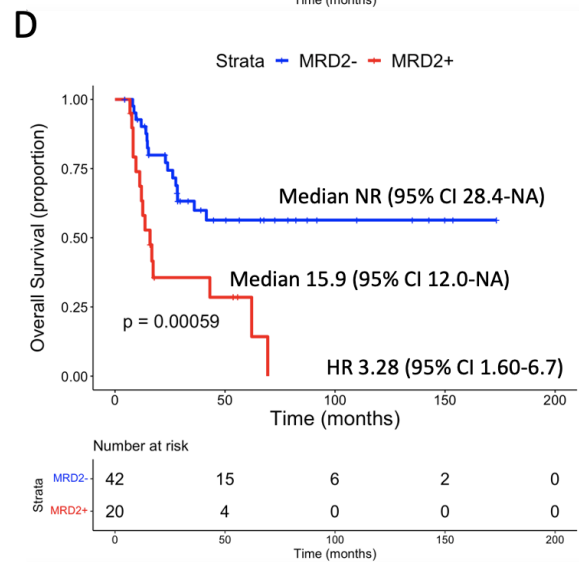 Time (months)
D
Strata MRD2- MRD2+
1.00
0.75
0.50
0.25
0.00
Overall Survival (proportion)
Median NR (95% CI 28.4-NA)
Median 15.9 (95% CI 12.0-NA)
p = 0.00059
HR 3.28 (95% CI 1.60-6.7)
0 50 100 150 200
Time (months)
Number at risk
Strata
MRD2- 42 15 6 2 0
MRD2+ 20 4 0 0 0
0 50 100 150 200
Time (months)